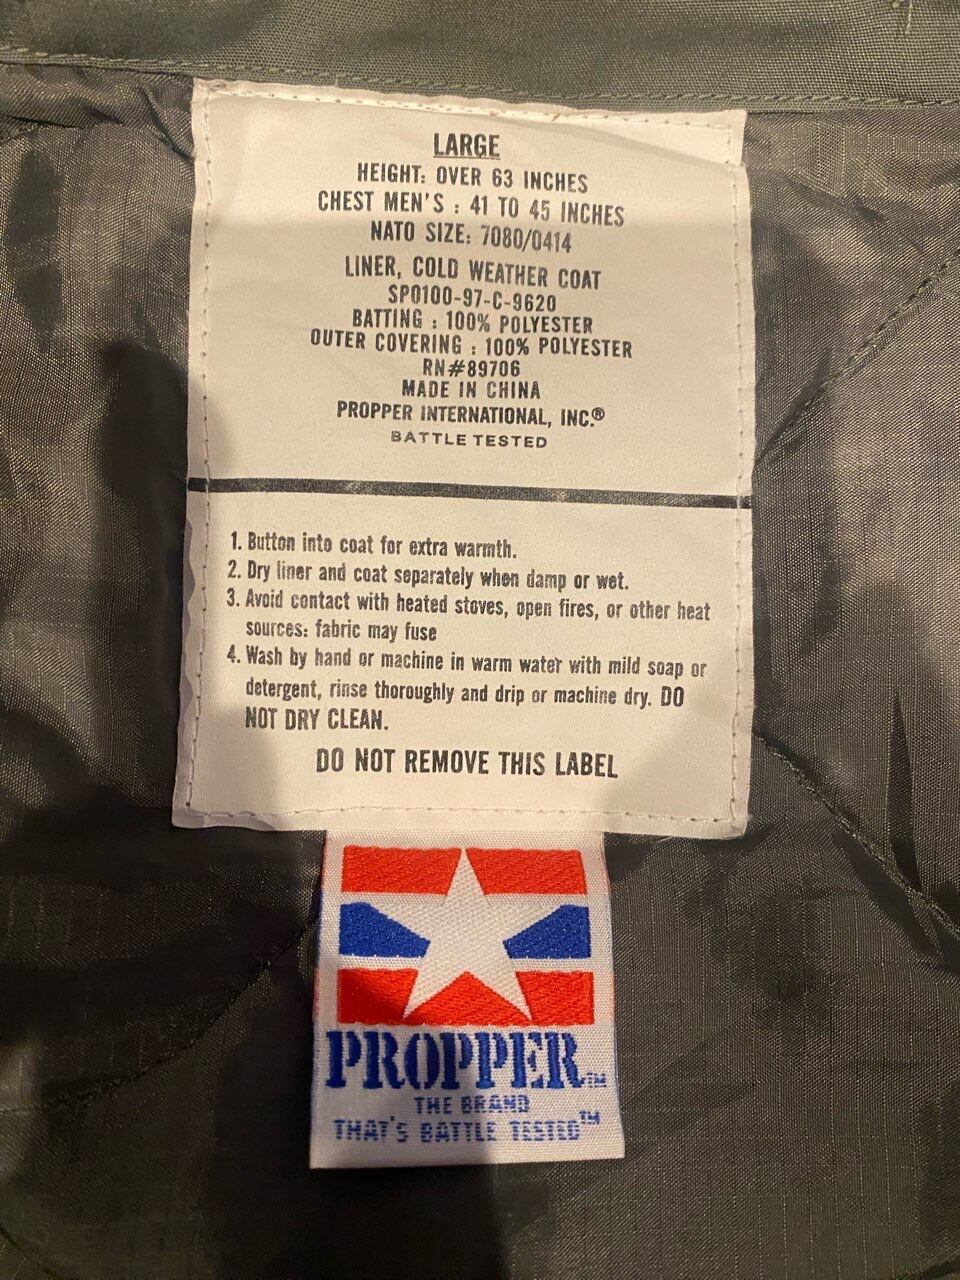 LARGE
HEIGHT: OVER 63 INCHES
CHEST MEN'S : 41 TO 45 INCHES
NATO SIZE: 7080/0414
LINER, COLD WEATHER COAT
SP0100-97-C-9620
BATTING : 100% POLYESTER
OUTER COVERING : 100% POLYESTER
RN#89706
MADE IN CHINA
PROPPER INTERNATIONAL, INC.®
BATTLE TESTED
1. Button into coat for extra warmth.
2. Dry liner and coat separately when damp or wet.
3. Avoid contact with heated stoves, open fires, or other heat
sources: fabric may fuse
4. Wash by hand or machine in warm water with mild soap or
detergent, rinse thoroughly and drip or machine dry. DO
NOT DRY CLEAN.
DO NOT REMOVE THIS LABEL
PROPPER™
THE BRAND
THAT'S BATTLE TESTED™